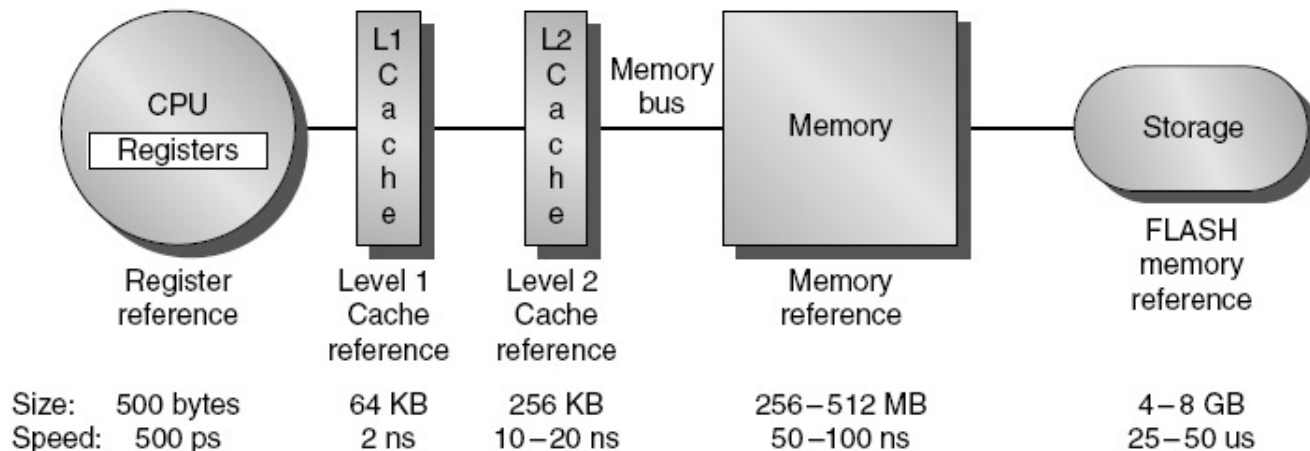 CPU
Registers
L1
C
a
c
h
e
L2
C
a
c
h
e
Memory
bus
Memory
Storage
Register
reference
Level 1
Cache
reference
Level 2
Cache
reference
Memory
reference
FLASH
memory
reference
Size: 500 bytes 64 KB 256 KB 256–512 MB 4–8 GB
Speed: 500 ps 2 ns 10–20 ns 50–100 ns 25–50 us